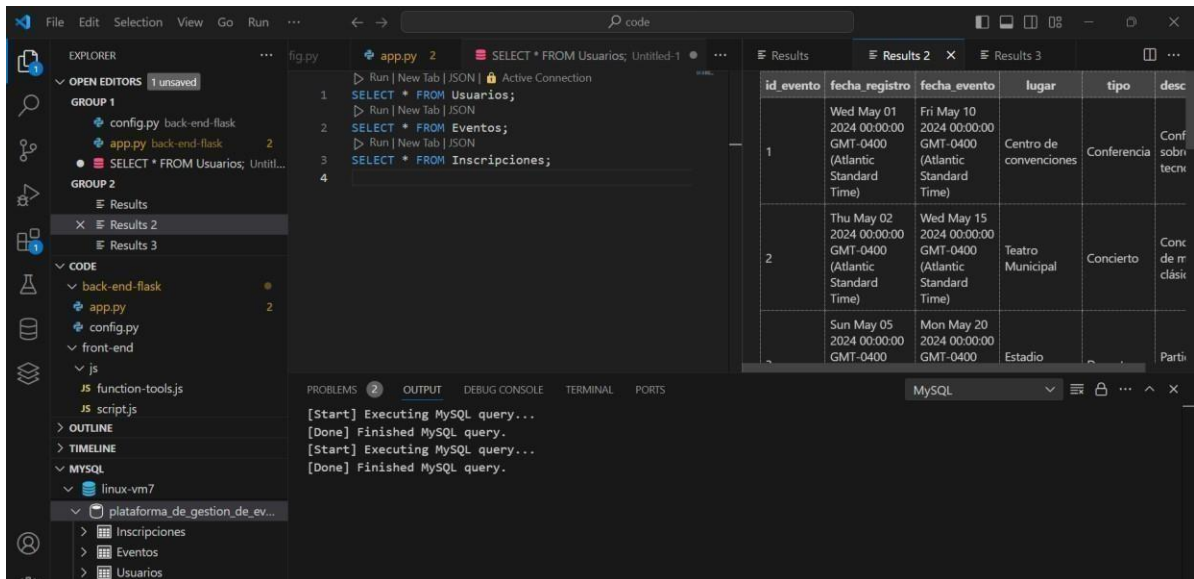 File Edit Selection View Go Run ··· ← → code
EXPLORER ···
OPEN EDITORS 1 unsaved
GROUP 1
config.py back-end-flask
app.py back-end-flask 2
SELECT * FROM Usuarios; Untitl...
GROUP 2
Results
Results 2
Results 3
CODE
back-end-flask
app.py 2
config.py
front-end
js
JS function-tools.js
JS script.js
OUTLINE
TIMELINE
MYSQL
linux-vm7
plataforma_de_gestion_de_ev...
Inscripciones
Eventos
Usuarios
fig.py app.py 2 SELECT * FROM Usuarios; Untitled-1 ● ···
Run | New Tab | JSON | Active Connection
1 SELECT * FROM Usuarios;
Run | New Tab | JSON
2 SELECT * FROM Eventos;
Run | New Tab | JSON
3 SELECT * FROM Inscripciones;
4
Results Results 2 Results 3 ···
id_evento fecha_registro fecha_evento lugar tipo desc
1
Wed May 01
2024 00:00:00
GMT-0400
(Atlantic
Standard
Time)
Fri May 10
2024 00:00:00
GMT-0400
(Atlantic
Standard
Time)
Centro de
convenciones
Conferencia
Conf
sobre
tecno
2
Thu May 02
2024 00:00:00
GMT-0400
(Atlantic
Standard
Time)
Wed May 15
2024 00:00:00
GMT-0400
(Atlantic
Standard
Time)
Teatro
Municipal
Concierto
Conc
de m
clásic
Sun May 05
2024 00:00:00
GMT-0400
Mon May 20
2024 00:00:00
GMT-0400
Estadio
Parti
PROBLEMS 2 OUTPUT DEBUG CONSOLE TERMINAL PORTS MySQL ···
[Start] Executing MySQL query...
[Done] Finished MySQL query.
[Start] Executing MySQL query...
[Done] Finished MySQL query.